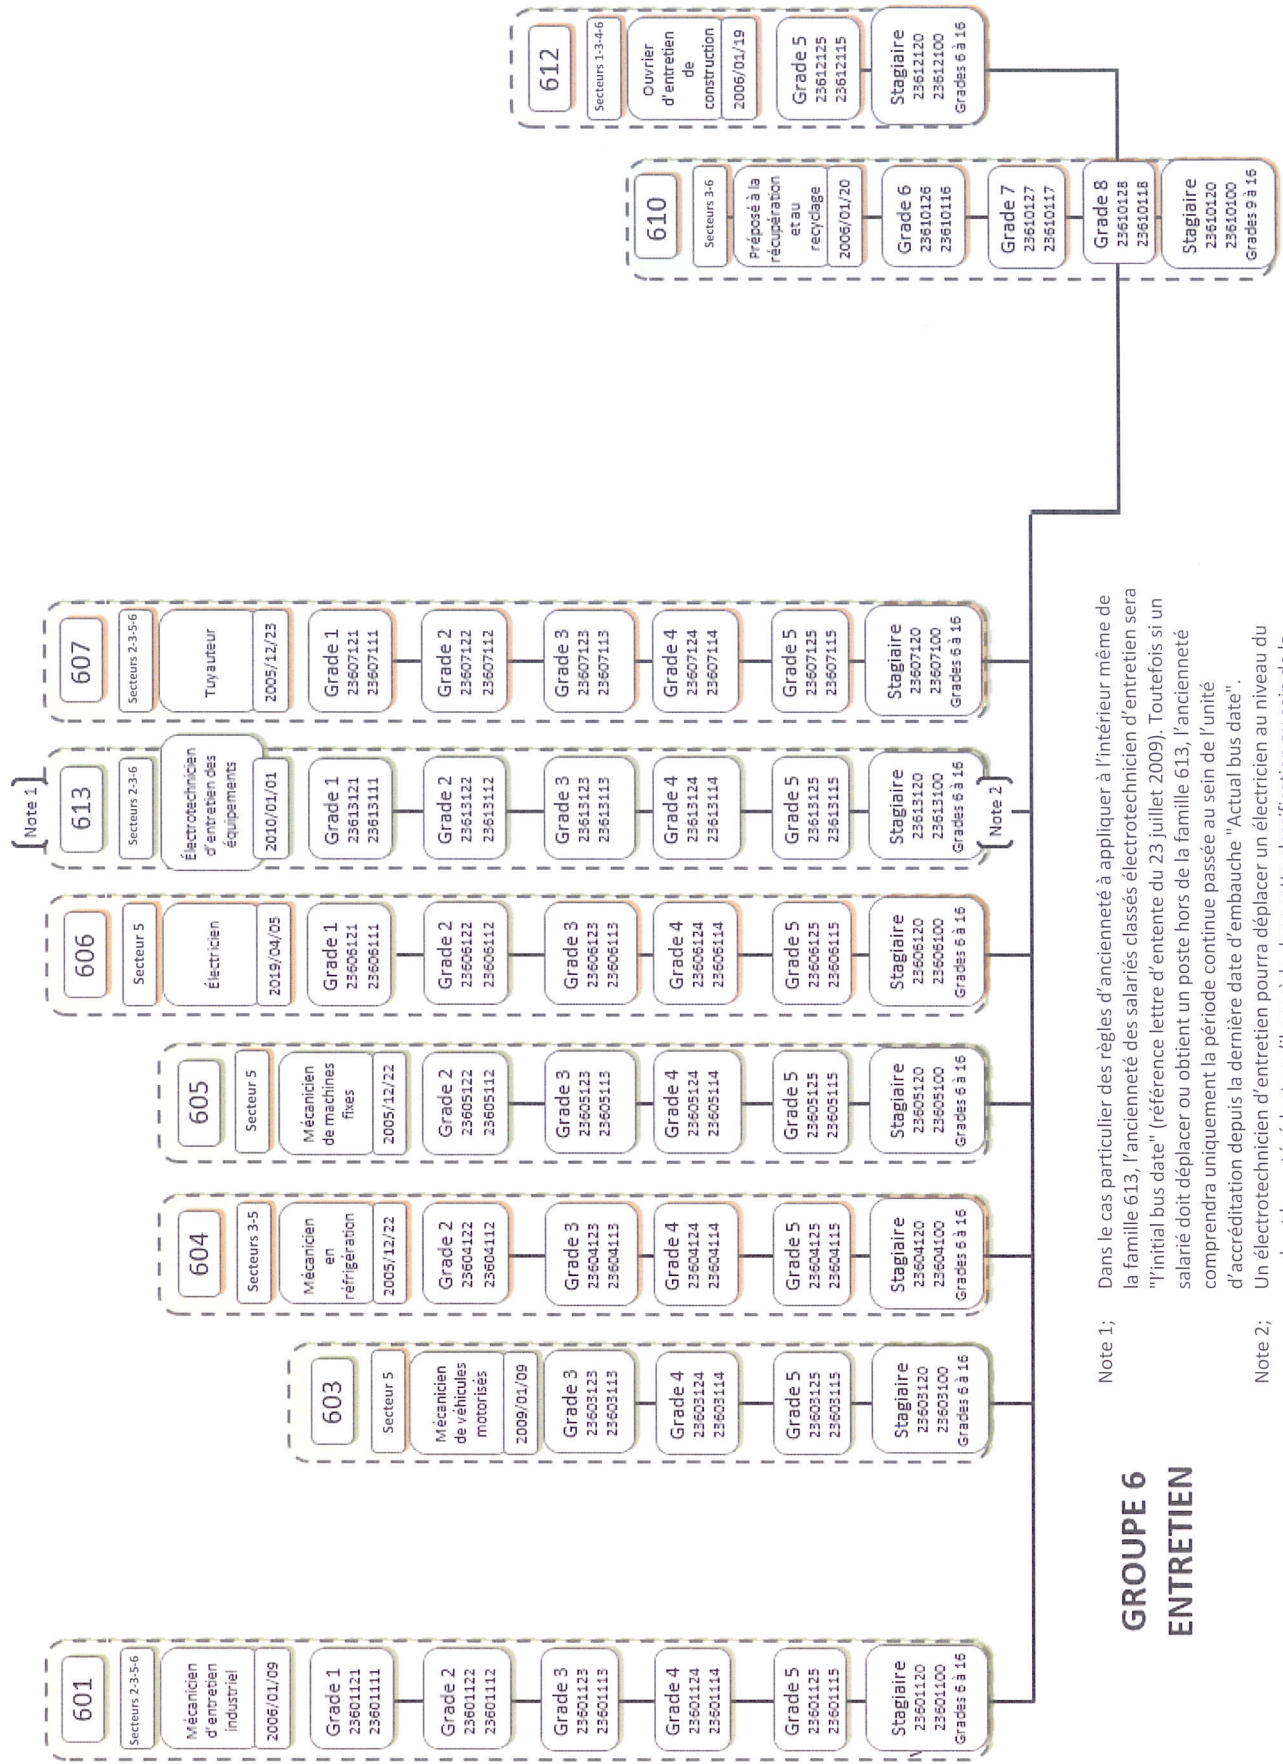 601
Secteurs 2-3-5-6
Mécanicien
d'entretien
industriel
2006/01/09
Grade 1
23601121
23601111
Grade 2
23601122
23601112
Grade 3
23601123
23601113
Grade 4
23601124
23601114
Grade 5
23601125
23601115
Stagiaire
23601120
23601100
Grades 6 à 16
603
Secteur 5
Mécanicien
de véhicules
motorisés
2009/01/09
Grade 3
23603123
23603113
Grade 4
23603124
23603114
Grade 5
23603125
23603115
Stagiaire
23603120
23603100
Grades 6 à 16
604
Secteurs 3-5
Mécanicien
en
réfrigération
2005/12/22
Grade 2
23604122
23604112
Grade 3
23604123
23604113
Grade 4
23604124
23604114
Grade 5
23604125
23604115
Stagiaire
23604120
23604100
Grades 6 à 16
605
Secteur 5
Mécanicien
de machines
fixes
2005/12/22
Grade 2
23605122
23605112
Grade 3
23605123
23605113
Grade 4
23605124
23605114
Grade 5
23605125
23605115
Stagiaire
23605120
23605100
Grades 6 à 16
606
Secteur 5
Électricien
2019/04/05
Grade 1
23606121
23606111
Grade 2
23606122
23606112
Grade 3
23606123
23606113
Grade 4
23606124
23606114
Grade 5
23606125
23606115
Stagiaire
23606120
23606100
Grades 6 à 16
Note 1
613
Secteurs 2-3-6
Électrotechnicien
d'entretien des
équipements
2010/01/01
Grade 1
23613121
23613111
Grade 2
23613122
23613112
Grade 3
23613123
23613113
Grade 4
23613124
23613114
Grade 5
23613125
23613115
Stagiaire
23613120
23613100
Grades 6 à 16
Note 2
607
Secteurs 2-3-5-6
Tuyauteur
2005/12/23
Grade 1
23607121
23607111
Grade 2
23607122
23607112
Grade 3
23607123
23607113
Grade 4
23607124
23607114
Grade 5
23607125
23607115
Stagiaire
23607120
23607100
Grades 6 à 16
610
Secteurs 3-6
Préposé à la
récupération
et au
recyclage
2006/01/20
Grade 6
23610126
23610116
Grade 7
23610127
23610117
Grade 8
23610128
23610118
Stagiaire
23610120
23610100
Grades 9 à 16
612
Secteurs 1-3-4-6
Ouvrier
d'entretien
de
construction
2006/01/19
Grade 5
23612125
23612115
Stagiaire
23612120
23612100
Grades 6 à 16
GROUPE 6
ENTRETIEN
Note 1; Dans le cas particulier des règles d'ancienneté à appliquer à l'intérieur même de
la famille 613, l'ancienneté des salariés classés électrotechnicien d'entretien sera
"l'initial bus date" (référence lettre d'entente du 23 juillet 2009). Toutefois si un
salarié doit déplacer ou obtient un poste hors de la famille 613, l'ancienneté
comprendra uniquement la période continue passée au sein de l'unité
d'accréditation depuis la dernière date d'embauche "Actual bus date".
Note 2; Un électrotechnicien d'entretien pourra déplacer un électricien au niveau du